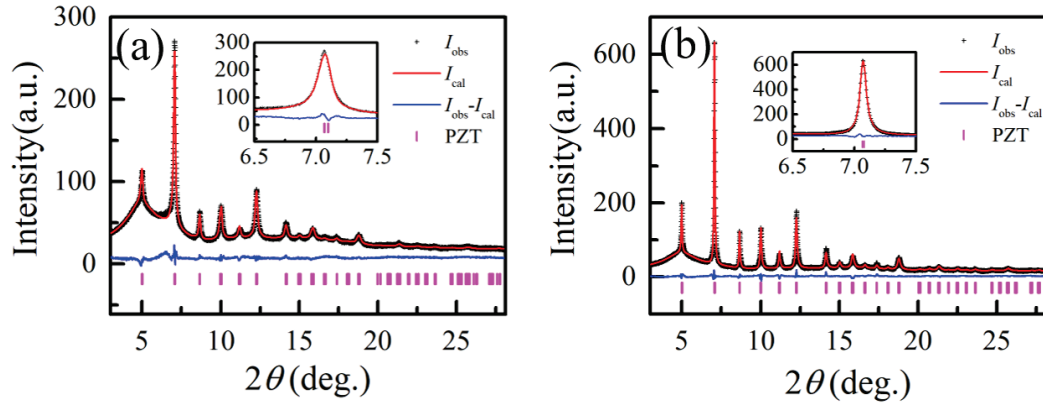 (a)
300
200
100
0
Intensity(a.u.)
5
10
15
20
25
2θ (deg.)
300
200
100
0
6.5
7.0
7.5
I_obs
I_cal
I_obs-I_cal
PZT
(b)
600
400
200
0
Intensity(a.u.)
5
10
15
20
25
2θ (deg.)
600
400
200
0
6.5
7.0
7.5
I_obs
I_cal
I_obs-I_cal
PZT